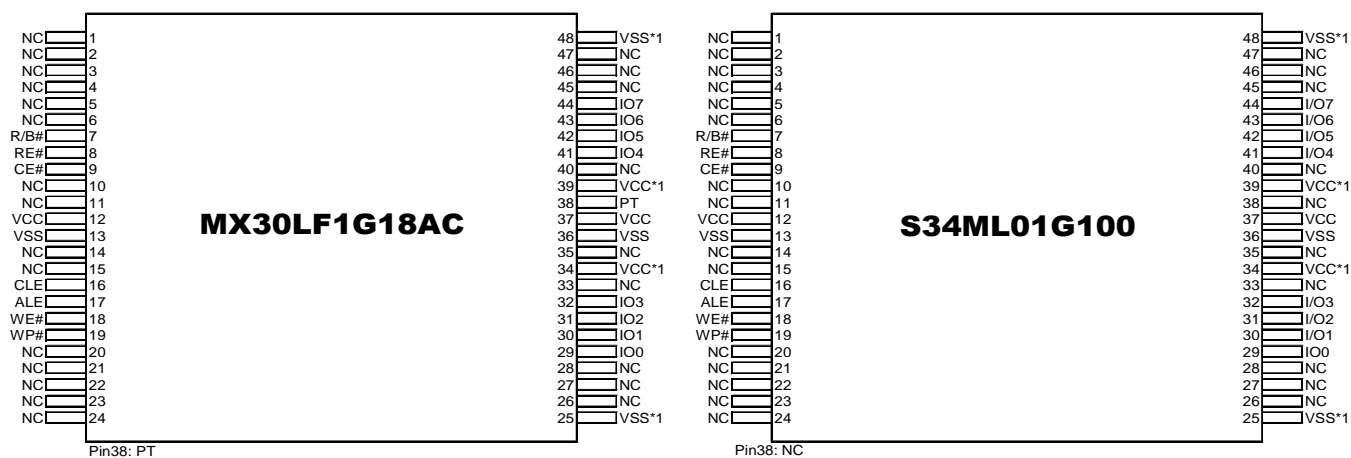 NC 1 48 VSS*1 NC 1 48 VSS*1
NC 2 47 NC NC 2 47 NC
NC 3 46 NC NC 3 46 NC
NC 4 45 NC NC 4 45 NC
NC 5 44 IO7 NC 5 44 I/O7
NC 6 43 IO6 NC 6 43 I/O6
R/B# 7 42 IO5 R/B# 7 42 I/O5
RE# 8 41 IO4 RE# 8 41 I/O4
CE# 9 40 NC CE# 9 40 NC
NC 10 39 VCC*1 NC 10 39 VCC*1
NC 11 38 PT NC 11 38 NC
MX30LF1G18AC S34ML01G100
VCC 12 37 VCC VCC 12 37 VCC
VSS 13 36 VSS VSS 13 36 VSS
NC 14 35 NC NC 14 35 NC
NC 15 34 VCC*1 NC 15 34 VCC*1
CLE 16 33 NC CLE 16 33 NC
ALE 17 32 IO3 ALE 17 32 I/O3
WE# 18 31 IO2 WE# 18 31 I/O2
WP# 19 30 IO1 WP# 19 30 I/O1
NC 20 29 IO0 NC 20 29 IO0
NC 21 28 NC NC 21 28 NC
NC 22 27 NC NC 22 27 NC
NC 23 26 NC NC 23 26 NC
NC 24 25 VSS*1 NC 24 25 VSS*1
Pin38: PT Pin38: NC